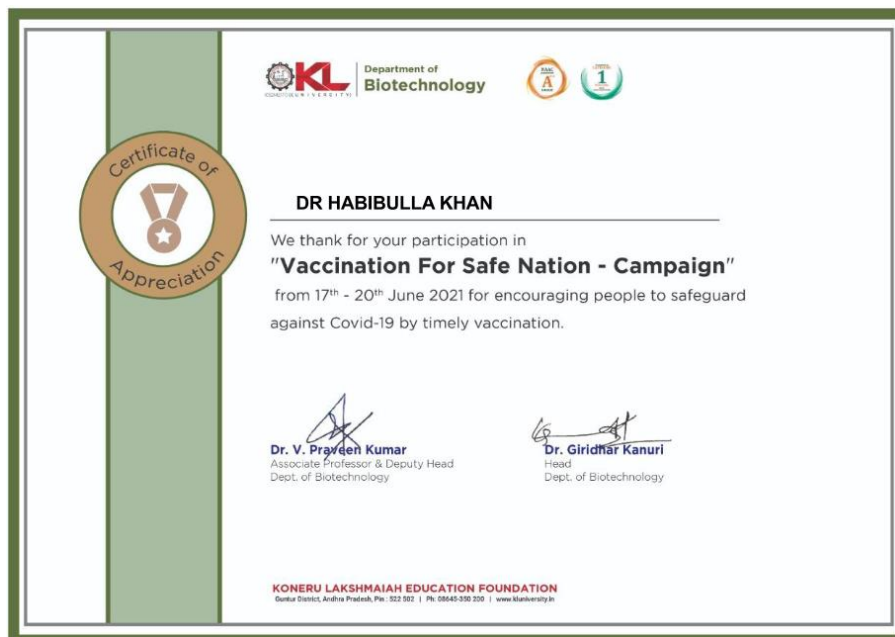 KL
Department of
Biotechnology
A
1
Certificate of
Appreciation
DR HABIBULLA KHAN
We thank for your participation in
"Vaccination For Safe Nation - Campaign"
from 17th - 20th June 2021 for encouraging people to safeguard
against Covid-19 by timely vaccination.
Dr. V. Praveen Kumar
Associate Professor & Deputy Head
Dept. of Biotechnology
Dr. Giridhar Kanuri
Head
Dept. of Biotechnology
KONERU LAKSHMAIAH EDUCATION FOUNDATION
Guntur District, Andhra Pradesh, Pin : 522 502 | Ph: 08645-350 200 | www.kluniversity.in